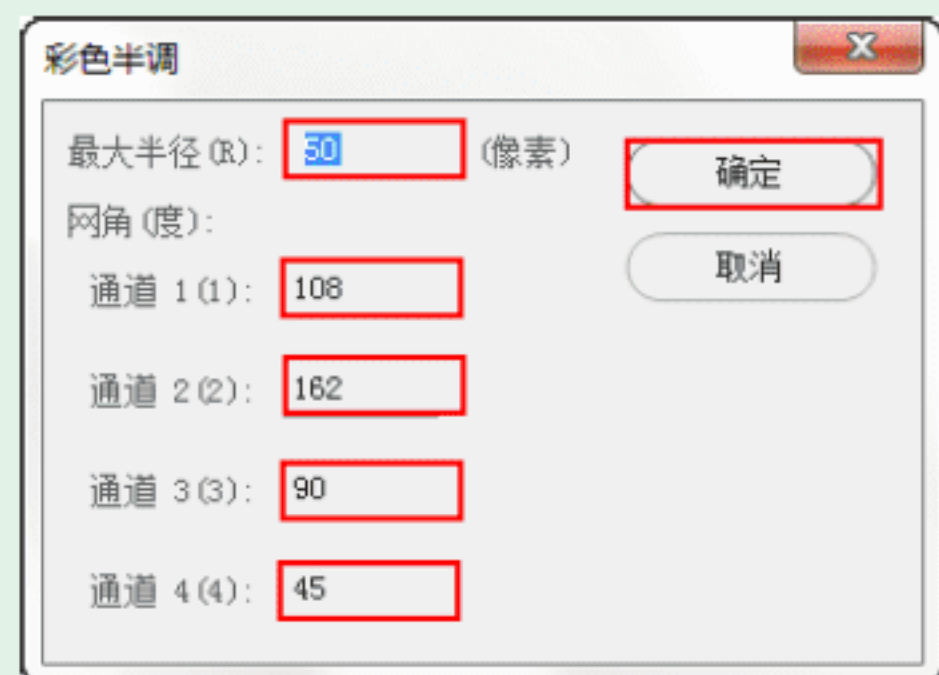 彩色半调
最大半径(R): 50 (像素)
确定
网角(度):
取消
通道 1(1): 108
通道 2(2): 162
通道 3(3): 90
通道 4(4): 45